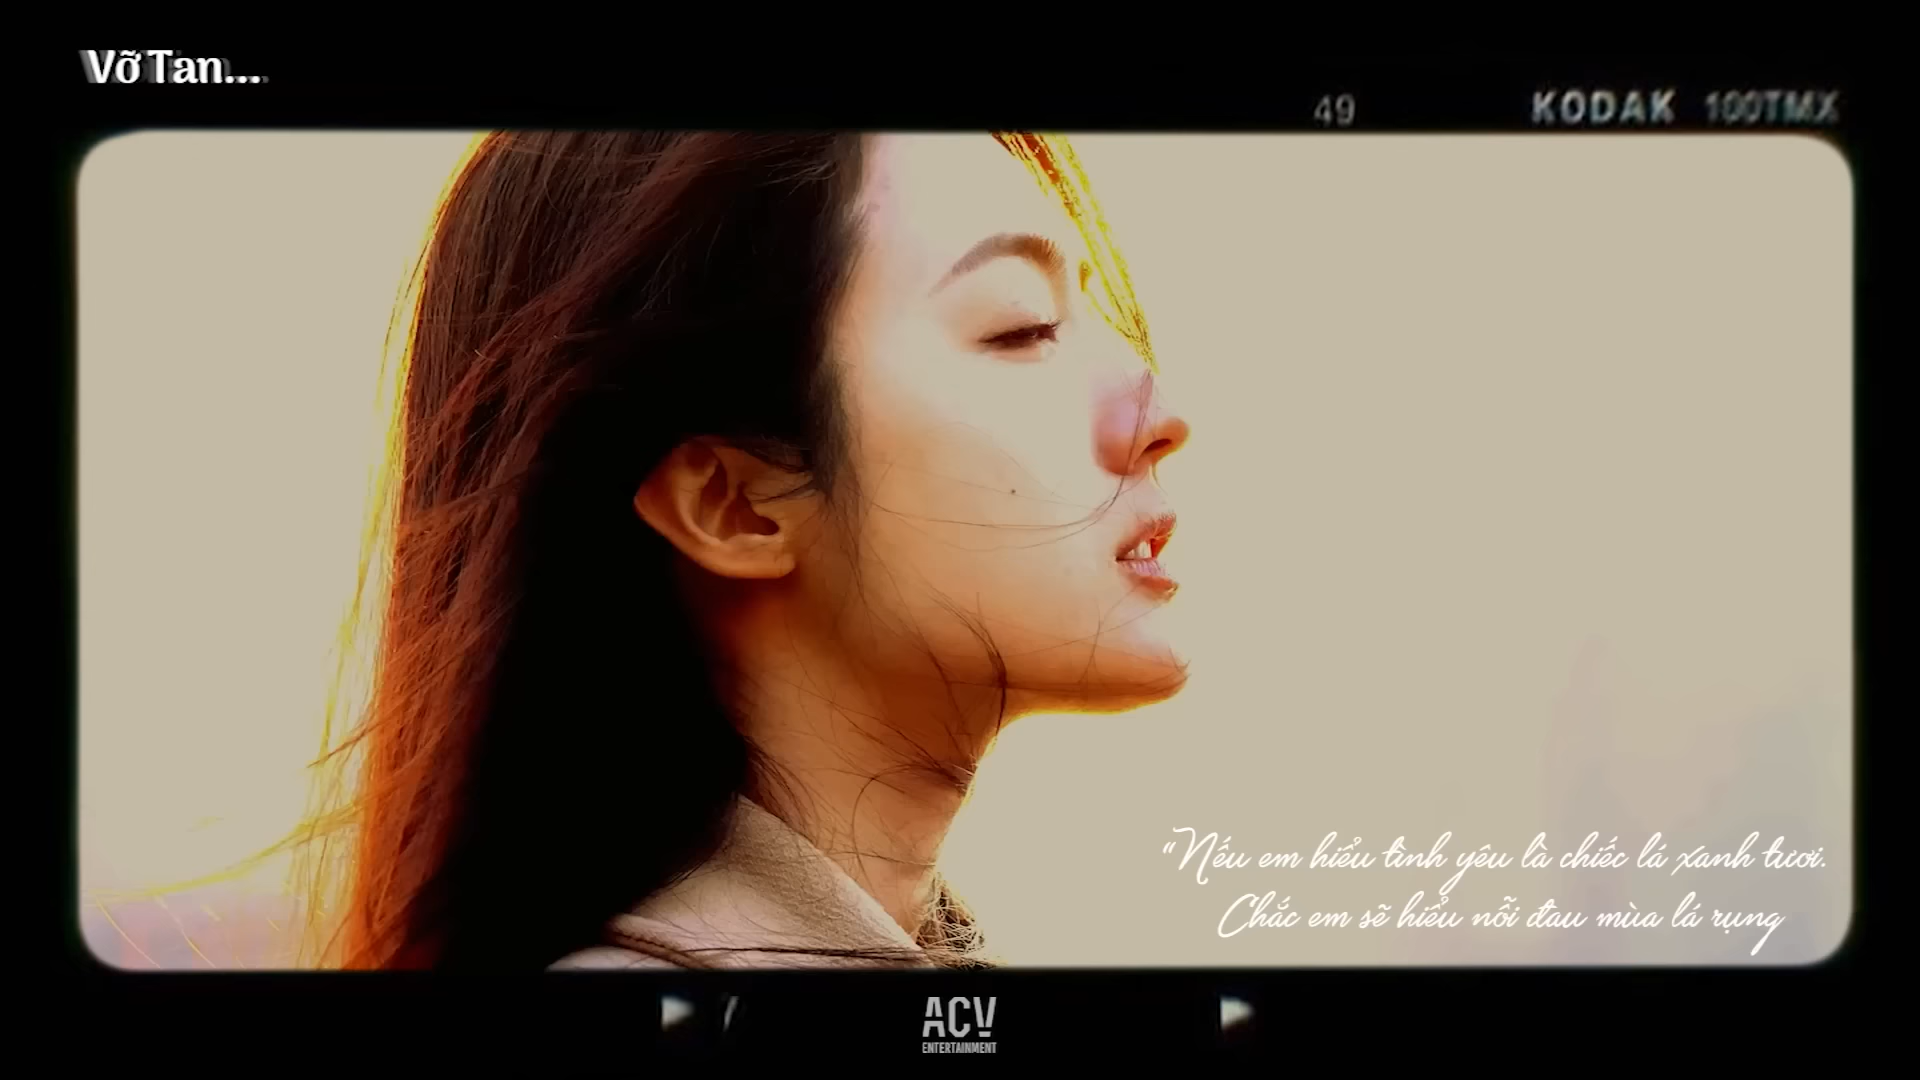 Vỡ Tan...
49 KODAK 100TMX
"Nếu em hiểu tình yêu là chiếc lá xanh tươi.
Chắc em sẽ hiểu nỗi đau mùa lá rụng
ACV
ENTERTAINMENT